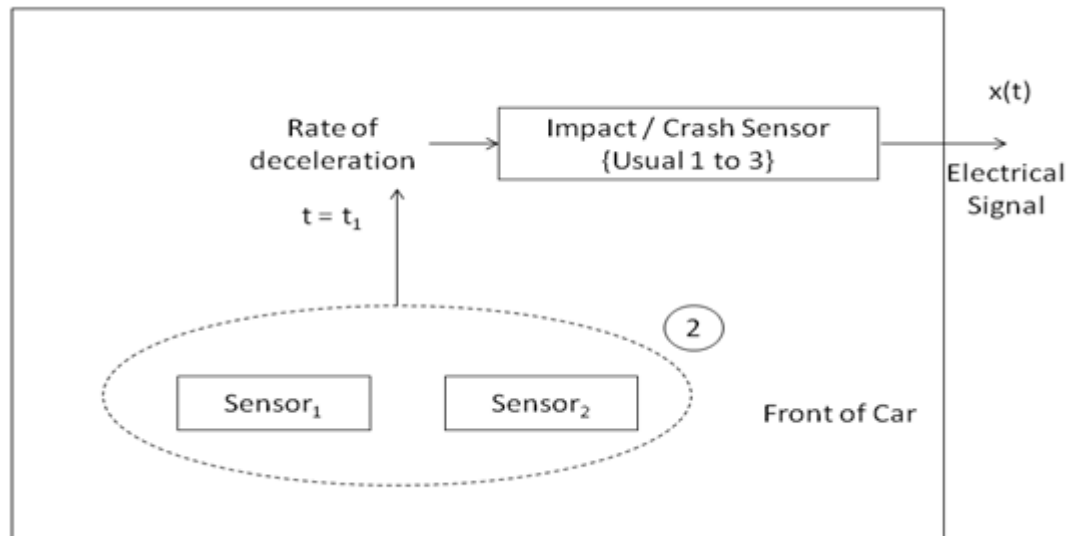 x(t)
Rate of
deceleration
Impact / Crash Sensor
{Usual 1 to 3}
Electrical
Signal
t = t₁
2
Sensor₁
Sensor₂
Front of Car